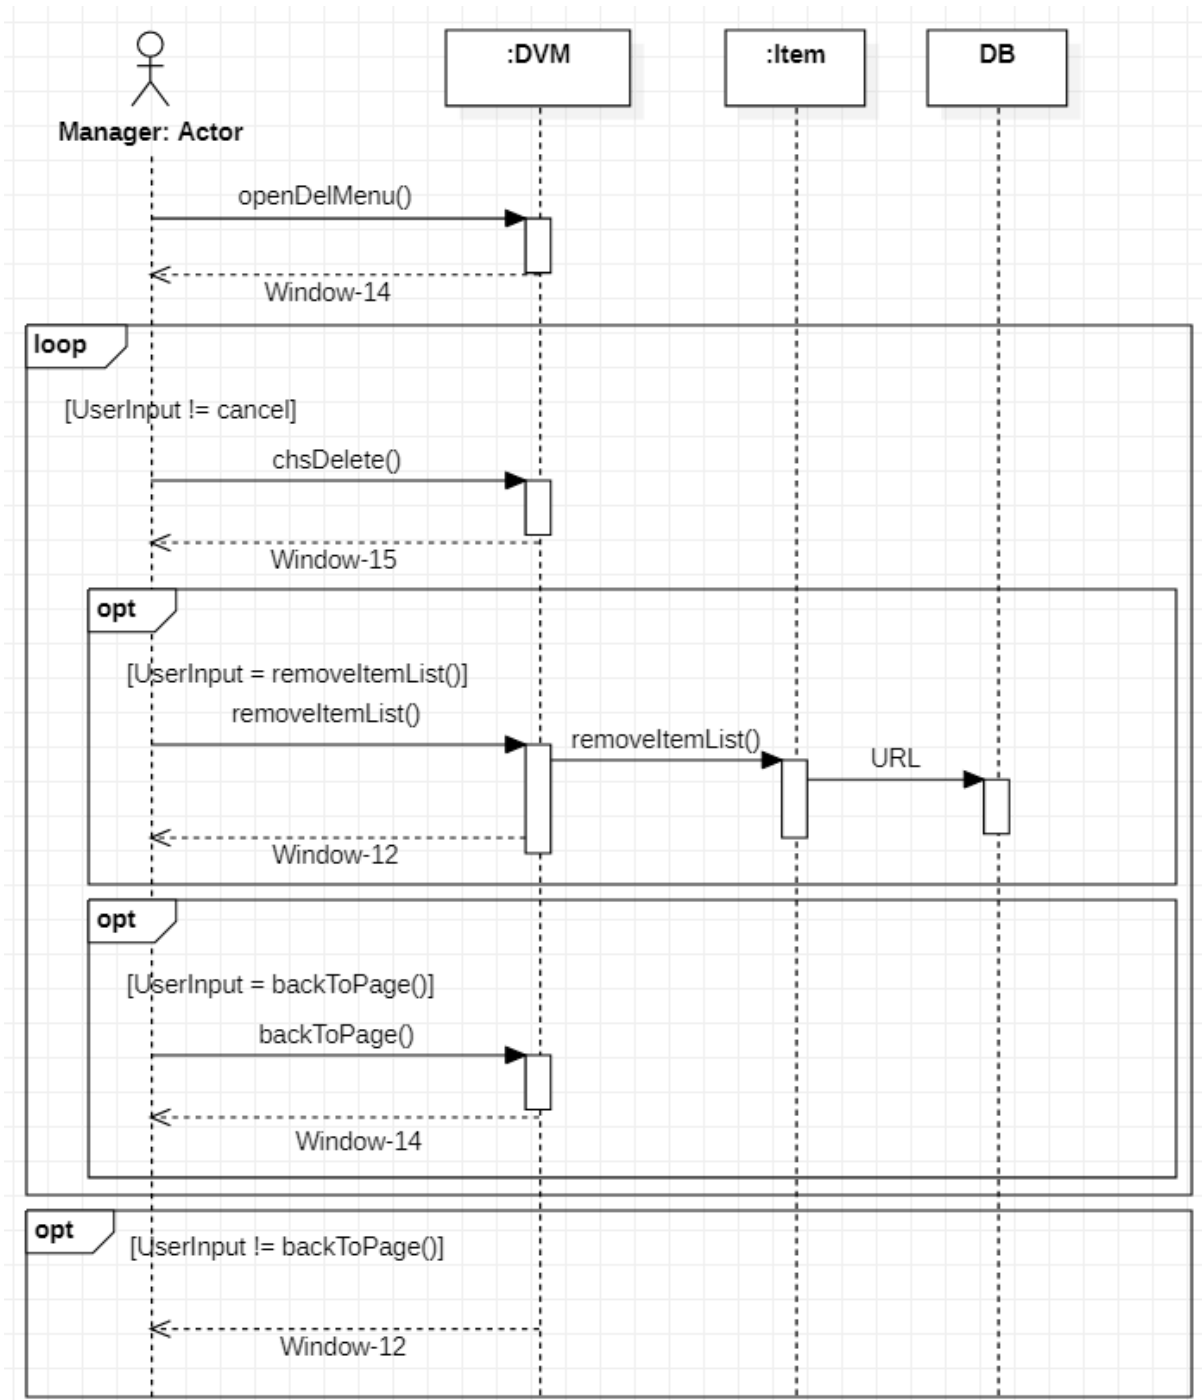 :DVM
:Item
DB
Manager: Actor
openDelMenu()
Window-14
loop
[UserInput != cancel]
chsDelete()
Window-15
opt
[UserInput = removeItemList()]
removeItemList()
removeItemList()
URL
Window-12
opt
[UserInput = backToPage()]
backToPage()
Window-14
opt
[UserInput != backToPage()]
Window-12